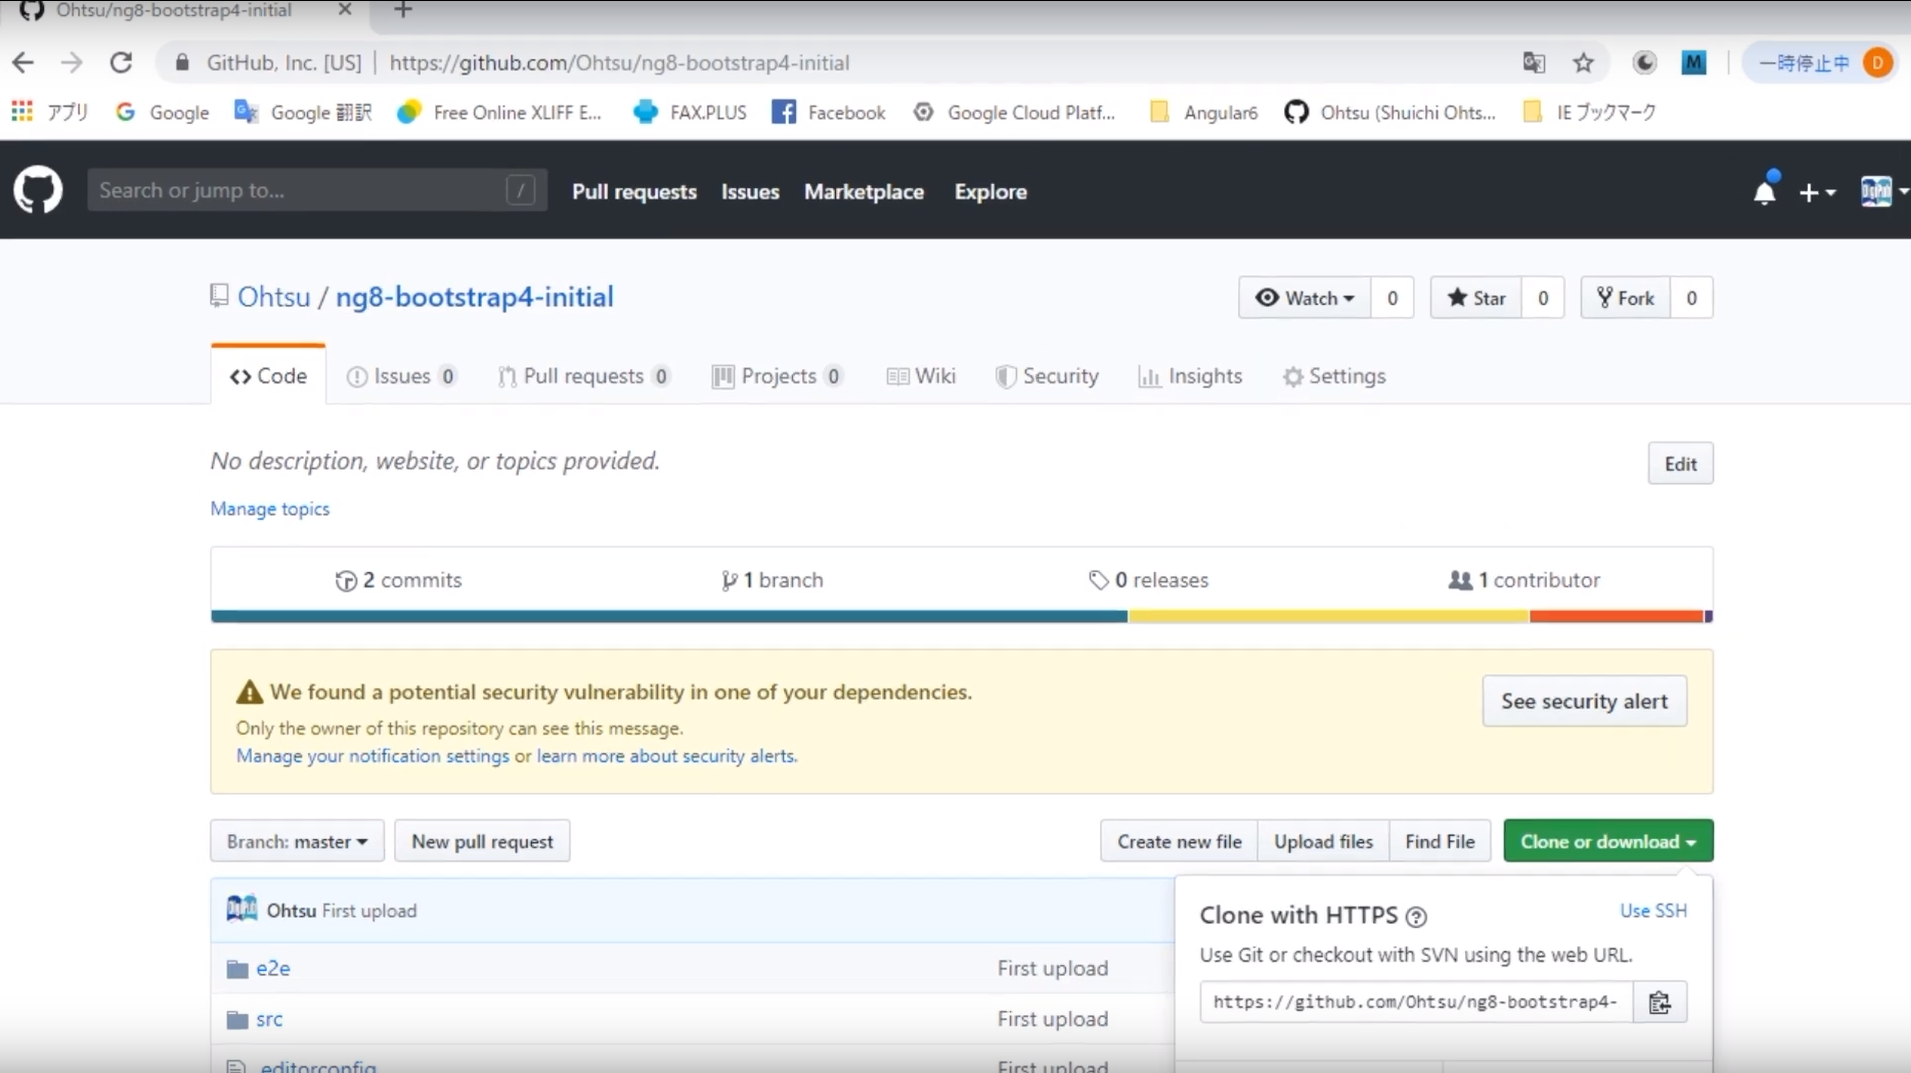 Ohtsu/ng8-bootstrap4-initial
GitHub, Inc. [US] | https://github.com/Ohtsu/ng8-bootstrap4-initial
一時停止中 D
アプリ Google Google 翻訳 Free Online XLIFF E... FAX.PLUS Facebook Google Cloud Platf... Angular6 Ohtsu (Shuichi Ohts... IE ブックマーク
Search or jump to... / Pull requests Issues Marketplace Explore
Ohtsu / ng8-bootstrap4-initial
Watch 0 Star 0 Fork 0
Code Issues 0 Pull requests 0 Projects 0 Wiki Security Insights Settings
No description, website, or topics provided.
Edit
Manage topics
2 commits 1 branch 0 releases 1 contributor
We found a potential security vulnerability in one of your dependencies.
Only the owner of this repository can see this message.
Manage your notification settings or learn more about security alerts.
See security alert
Branch: master New pull request Create new file Upload files Find File Clone or download
Ohtsu First upload
Clone with HTTPS Use SSH
Use Git or checkout with SVN using the web URL.
https://github.com/Ohtsu/ng8-bootstrap4-
e2e First upload
src First upload
.editorconfig First upload